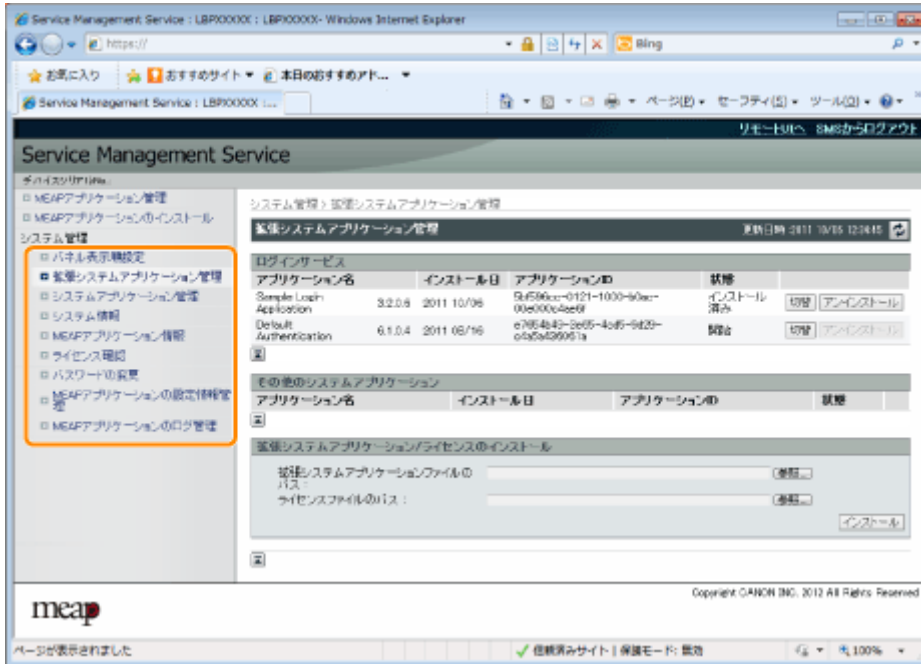 Service Management Service : LBPXXXXX : LBPXXXXX- Windows Internet Explorer
https://
Bing
お気に入り おすすめサイト 本日のおすすめアド...
Service Management Service : LBPXXXXX :...
ページ(P) セーフティ(S) ツール(O)
リモートUIへ SMSからログアウト
Service Management Service
MEAPアプリケーション管理
MEAPアプリケーションのインストール
システム管理
パネル表示順設定
拡張システムアプリケーション管理
システムアプリケーション管理
システム情報
MEAPアプリケーション情報
ライセンス確認
パスワードの変更
MEAPアプリケーションの設定情報管理
MEAPアプリケーションのログ管理
システム管理 > 拡張システムアプリケーション管理
拡張システムアプリケーション管理
更新日時 :2011 10/05
ログインサービス
アプリケーション名 インストール日 アプリケーションID 状態
Sample Login Application 3.2.0.6 2011 10/06 インストール済み 切替 アンインストール
Default Authentication 6.1.0.4 2011 06/16 開始 切替 アンインストール
その他のシステムアプリケーション
アプリケーション名 インストール日 アプリケーションID 状態
拡張システムアプリケーション/ライセンスのインストール
拡張システムアプリケーションファイルのパス : 参照...
ライセンスファイルのパス : 参照...
インストール
Copyright CANON INC. 2012 All Rights Reserved
meap
ページが表示されました
信頼済みサイト | 保護モード: 無効
100%